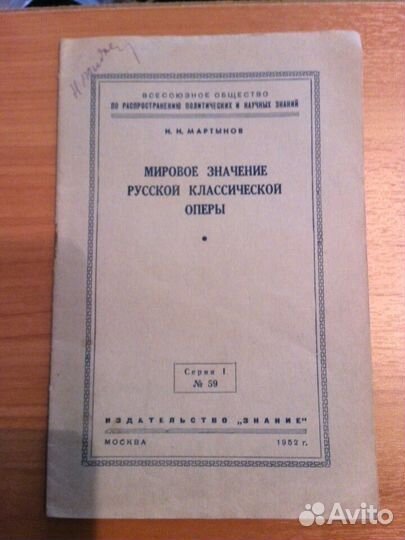 ВСЕСОЮЗНОЕ ОБЩЕСТВО
ПО РАСПРОСТРАНЕНИЮ ПОЛИТИЧЕСКИХ И НАУЧНЫХ ЗНАНИЙ
И. И. МАРТЫНОВ
МИРОВОЕ ЗНАЧЕНИЕ
РУССКОЙ КЛАССИЧЕСКОЙ
ОПЕРЫ
Серия I
№ 59
ИЗДАТЕЛЬСТВО „ЗНАНИЕ"
МОСКВА 1952 г.
Avito